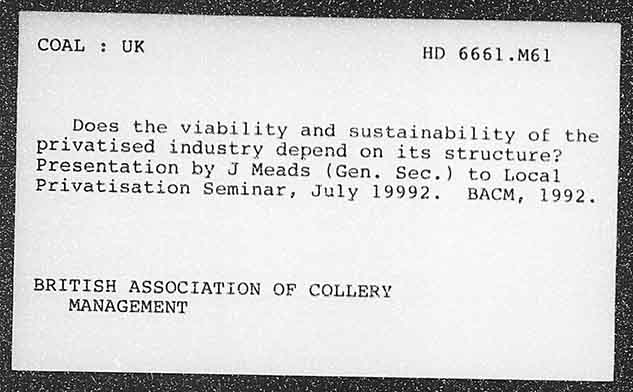 COAL : UK
HD 6661.M61
Does the viability and sustainability of the
privatised industry depend on its structure?
Presentation by J Meads (Gen. Sec.) to Local
Privatisation Seminar, July 19992. BACM, 1992.
BRITISH ASSOCIATION OF COLLERY
MANAGEMENT